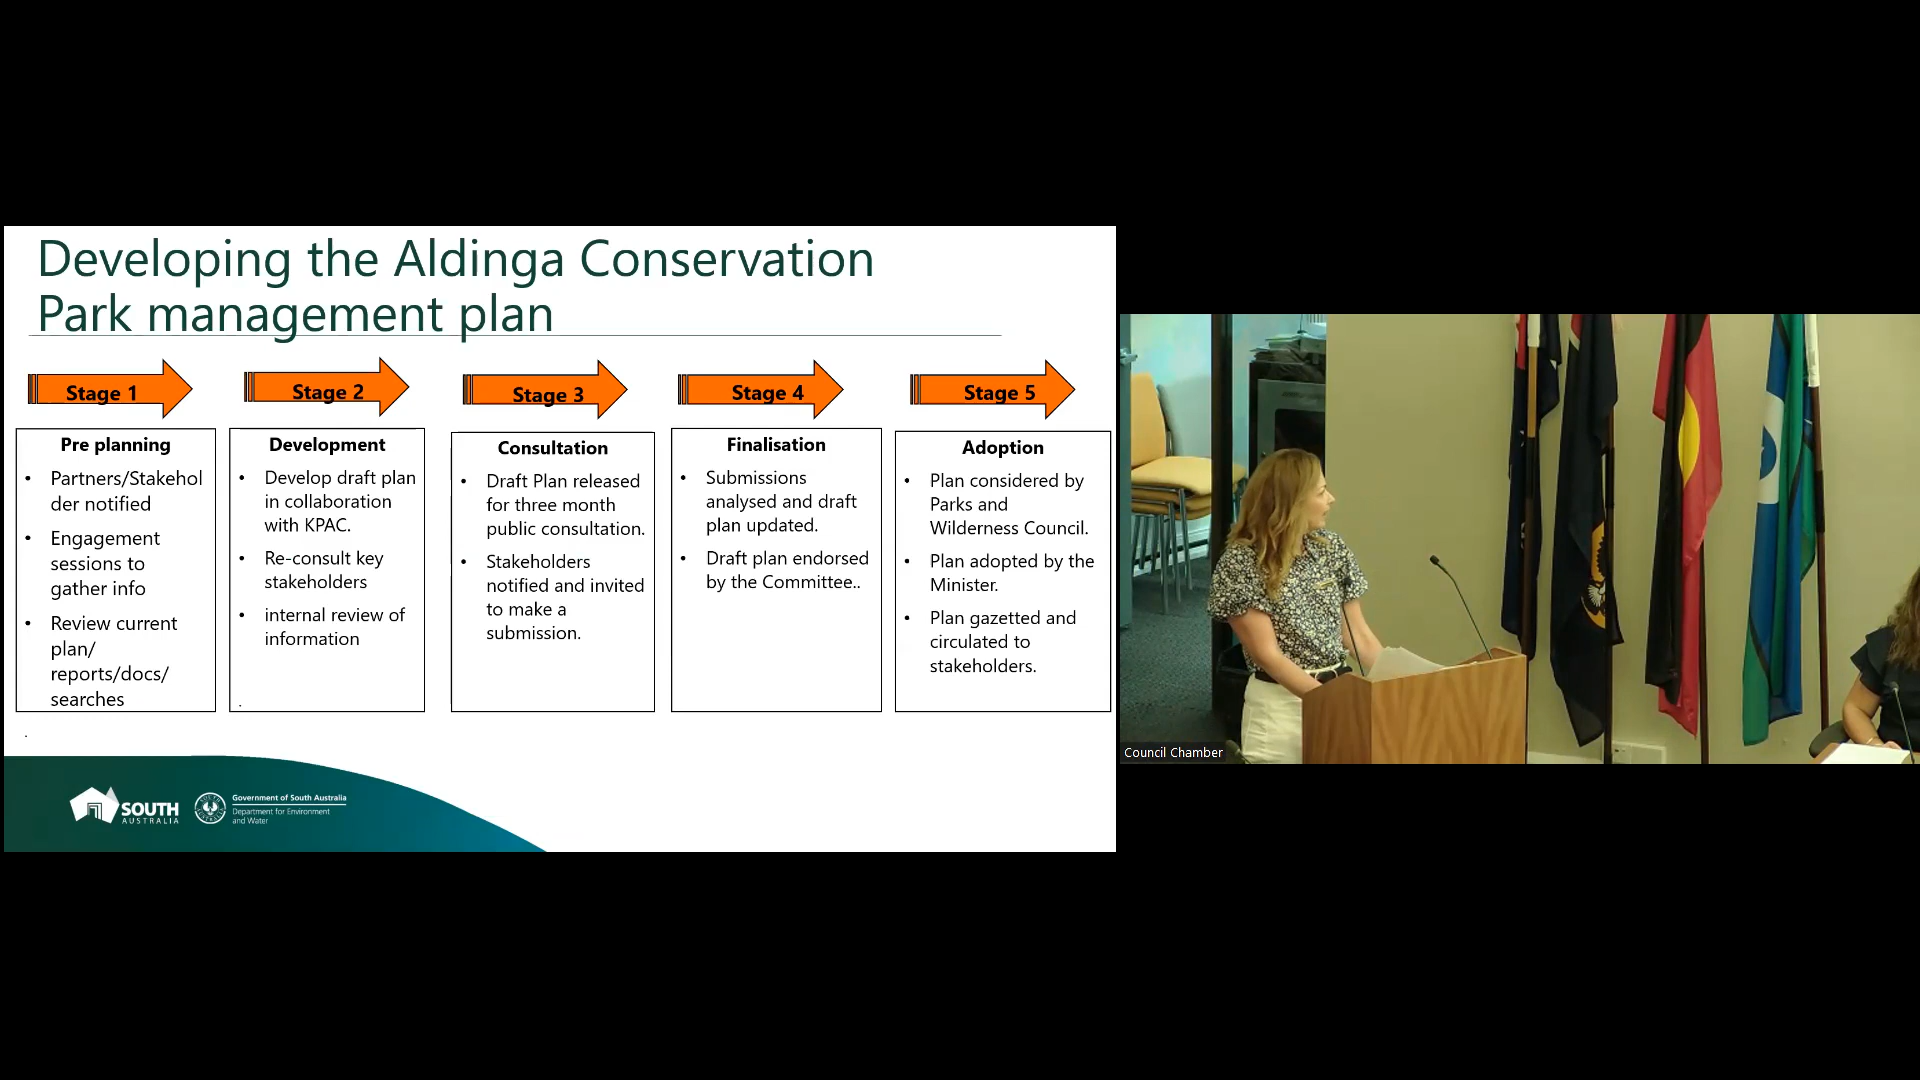 Developing the Aldinga Conservation
Park management plan
Stage 1
Stage 2
Stage 3
Stage 4
Stage 5
Pre planning
• Partners/Stakehol
der notified
• Engagement
sessions to
gather info
• Review current
plan/
reports/docs/
searches
Development
• Develop draft plan
in collaboration
with KPAC.
• Re-consult key
stakeholders
• internal review of
information
.
Consultation
• Draft Plan released
for three month
public consultation.
• Stakeholders
notified and invited
to make a
submission.
Finalisation
• Submissions
analysed and draft
plan updated.
• Draft plan endorsed
by the Committee..
Adoption
• Plan considered by
Parks and
Wilderness Council.
• Plan adopted by the
Minister.
• Plan gazetted and
circulated to
stakeholders.
.
SOUTH
AUSTRALIA
Government of South Australia
Department for Environment
and Water
Council Chamber